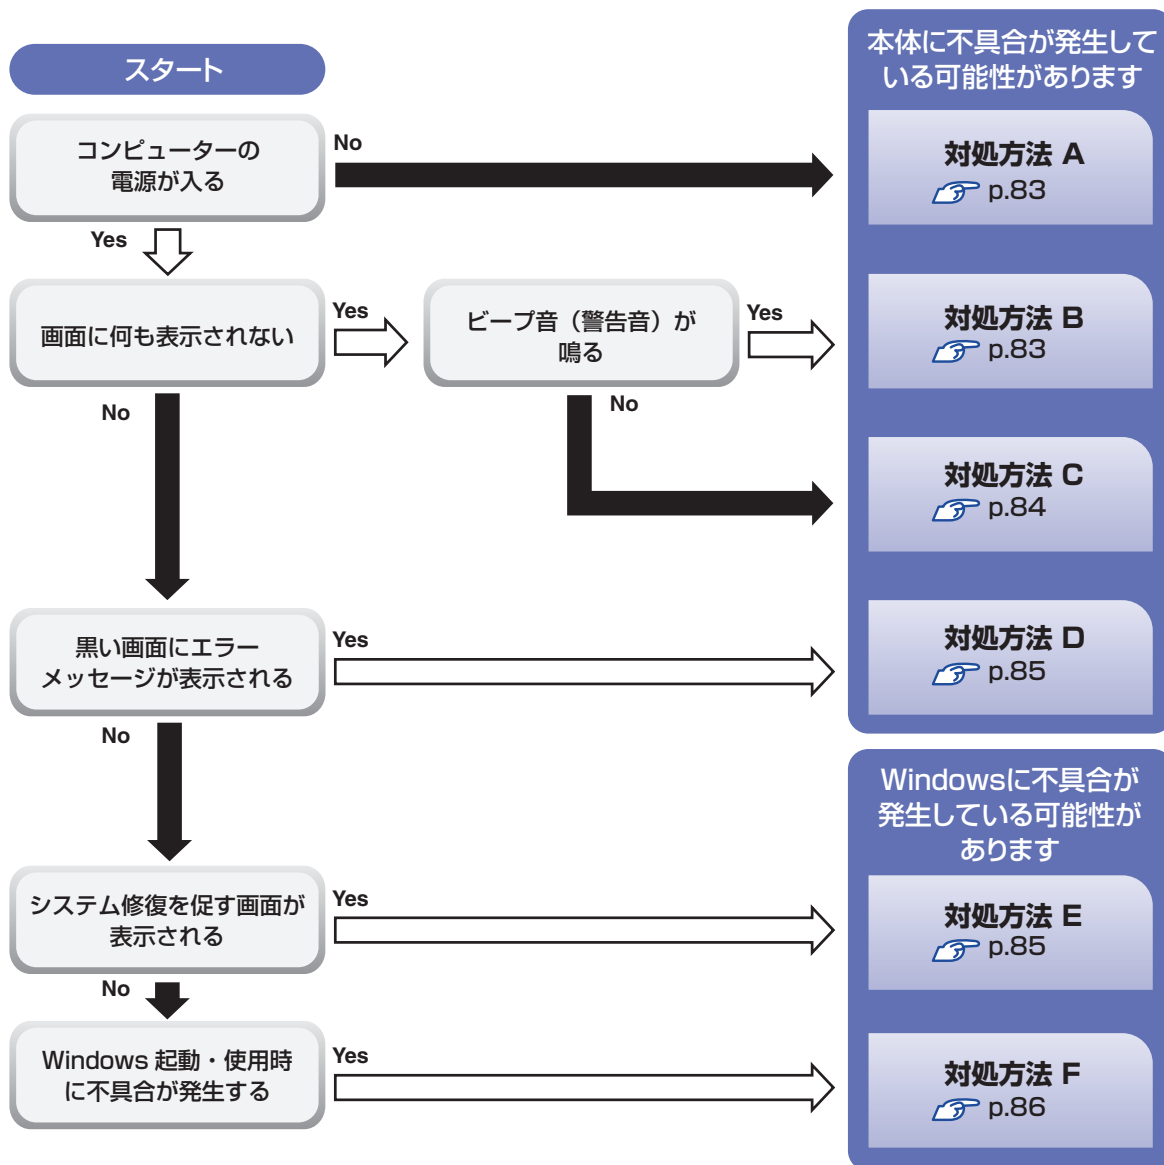 スタート
コンピューターの
電源が入る
No
Yes
画面に何も表示されない
Yes
ビープ音（警告音）が
鳴る
Yes
No
No
黒い画面にエラー
メッセージが表示される
Yes
No
システム修復を促す画面が
表示される
Yes
No
Windows 起動・使用時
に不具合が発生する
Yes
本体に不具合が発生して
いる可能性があります
対処方法 A
p.83
対処方法 B
p.83
対処方法 C
p.84
対処方法 D
p.85
Windowsに不具合が
発生している可能性が
あります
対処方法 E
p.85
対処方法 F
p.86